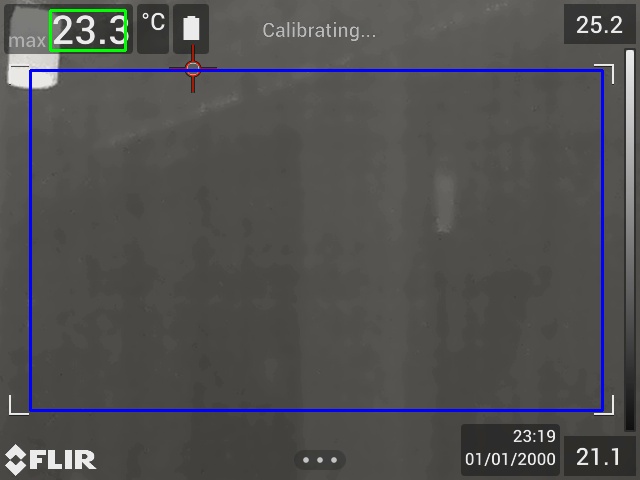 max 23.3 °C
Calibrating...
25.2
23:19
01/01/2000
21.1
FLIR